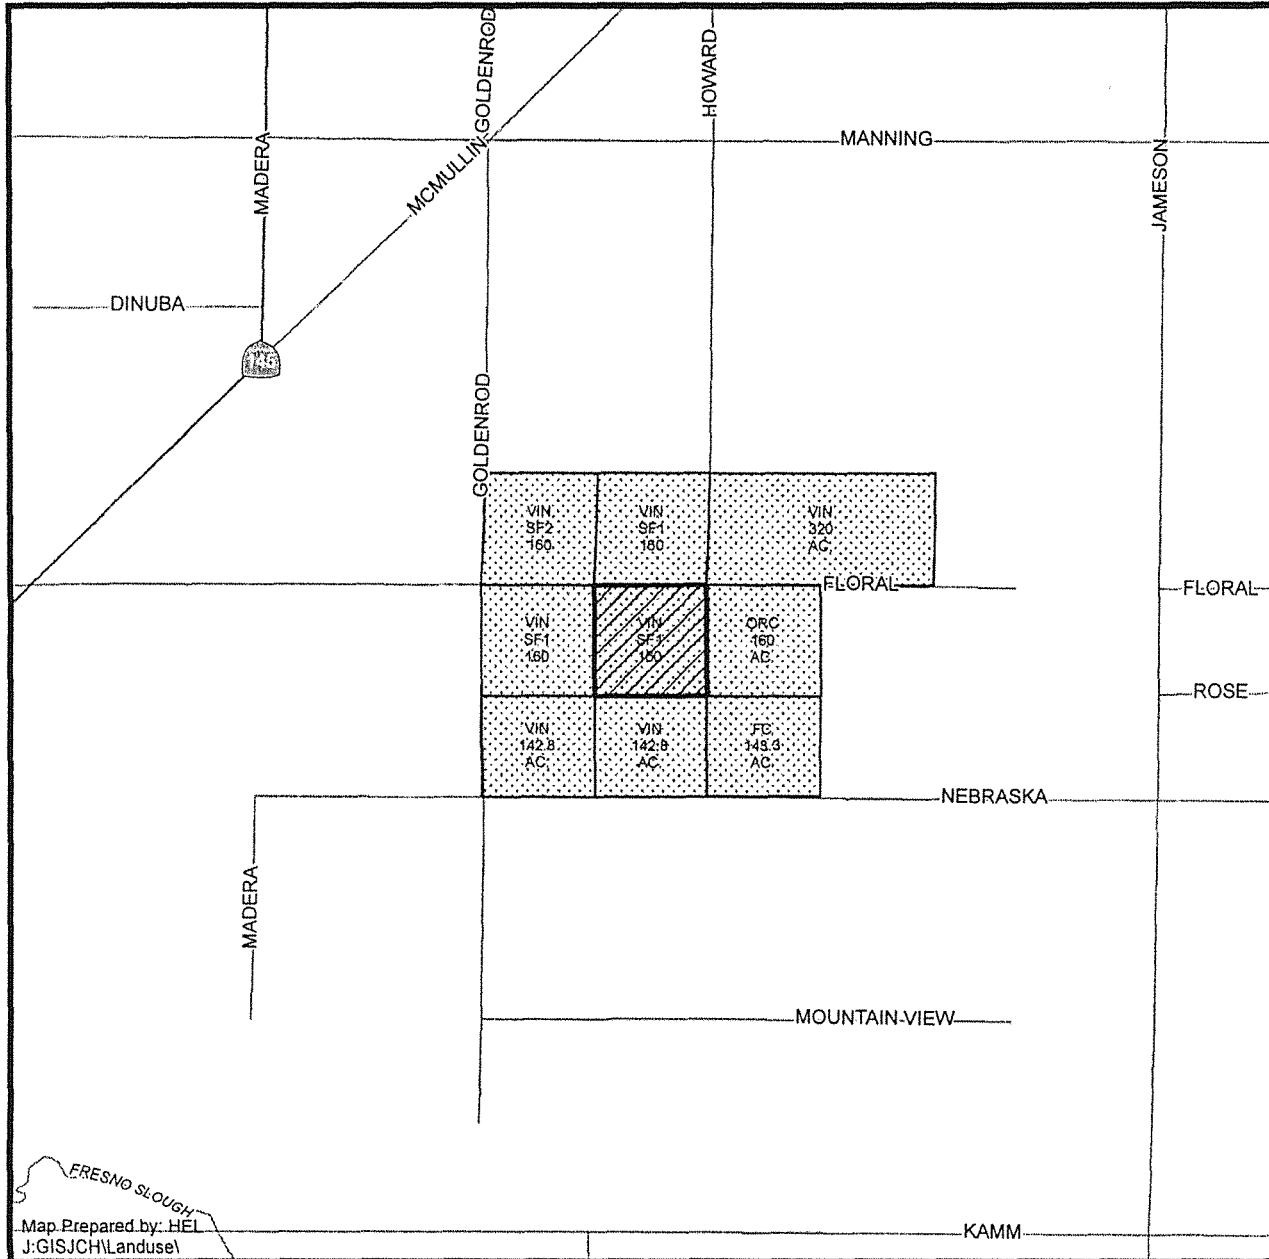 GOLDENROD
HOWARD
MADERA
MANNING
JAMESON
MCMULLIN
DINUBA
145
GOLDENROD
VIN
SF2
160
VIN
SF1
160
VIN
320
AC.
FLORAL
FLORAL
VIN
SF1
160
VIN
SF1
160
ORC
160
AC.
ROSE
VIN
142.8
AC.
VIN
142.8
AC.
FC
143.3
AC.
NEBRASKA
MADERA
MOUNTAIN VIEW
FRESNO SLOUGH
Map Prepared by: HEL
J:GISJCH\Landuse\
KAMM